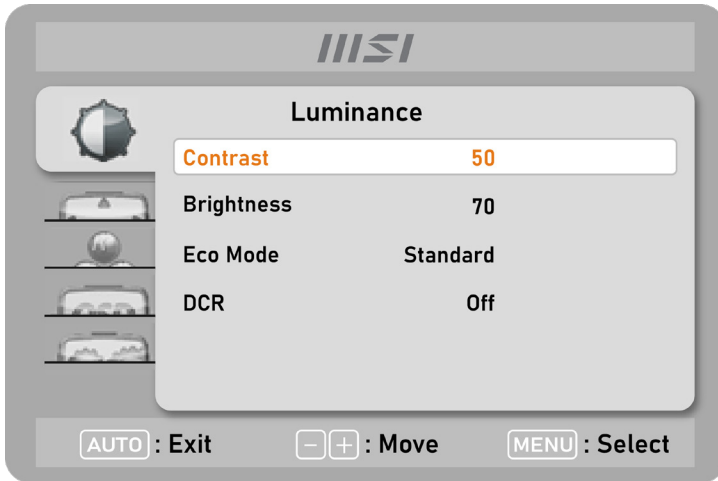 msi
Luminance
Contrast 50
Brightness 70
Eco Mode Standard
DCR Off
AUTO : Exit - + : Move MENU : Select